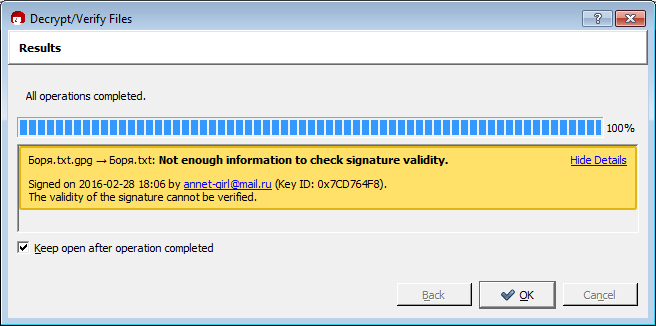 Decrypt/Verify Files
Results
All operations completed.
100%
Боря.txt.gpg → Боря.txt: Not enough information to check signature validity.
Hide Details
Signed on 2016-02-28 18:06 by annet-girl@mail.ru (Key ID: 0x7CD764F8).
The validity of the signature cannot be verified.
Keep open after operation completed
Back
OK
Cancel